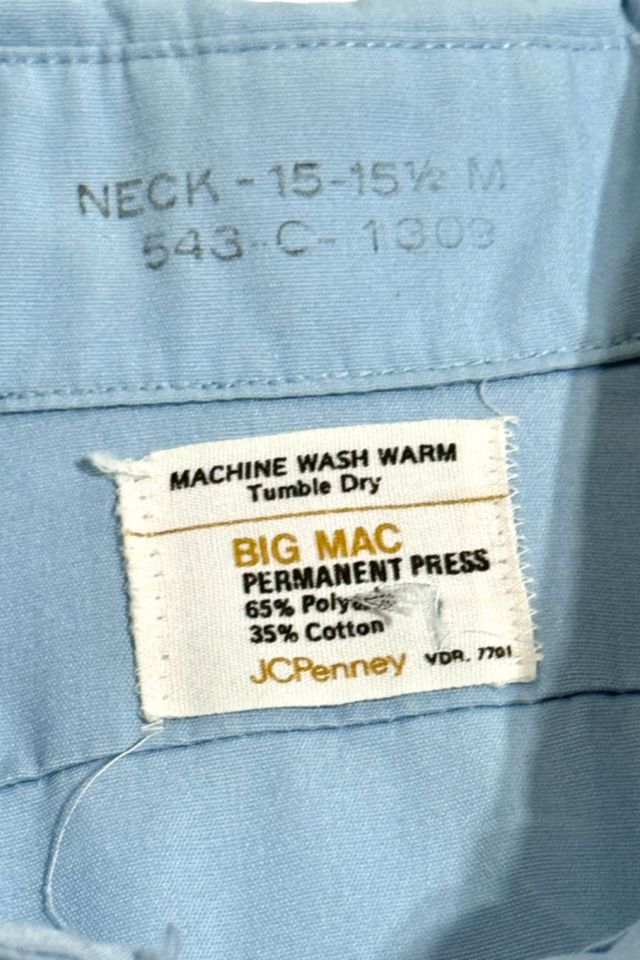 NECK - 15-15½ M
543-C-1309
MACHINE WASH WARM
Tumble Dry
BIG MAC
PERMANENT PRESS
65%
35% Cotton
JCPenney VDR. 7701